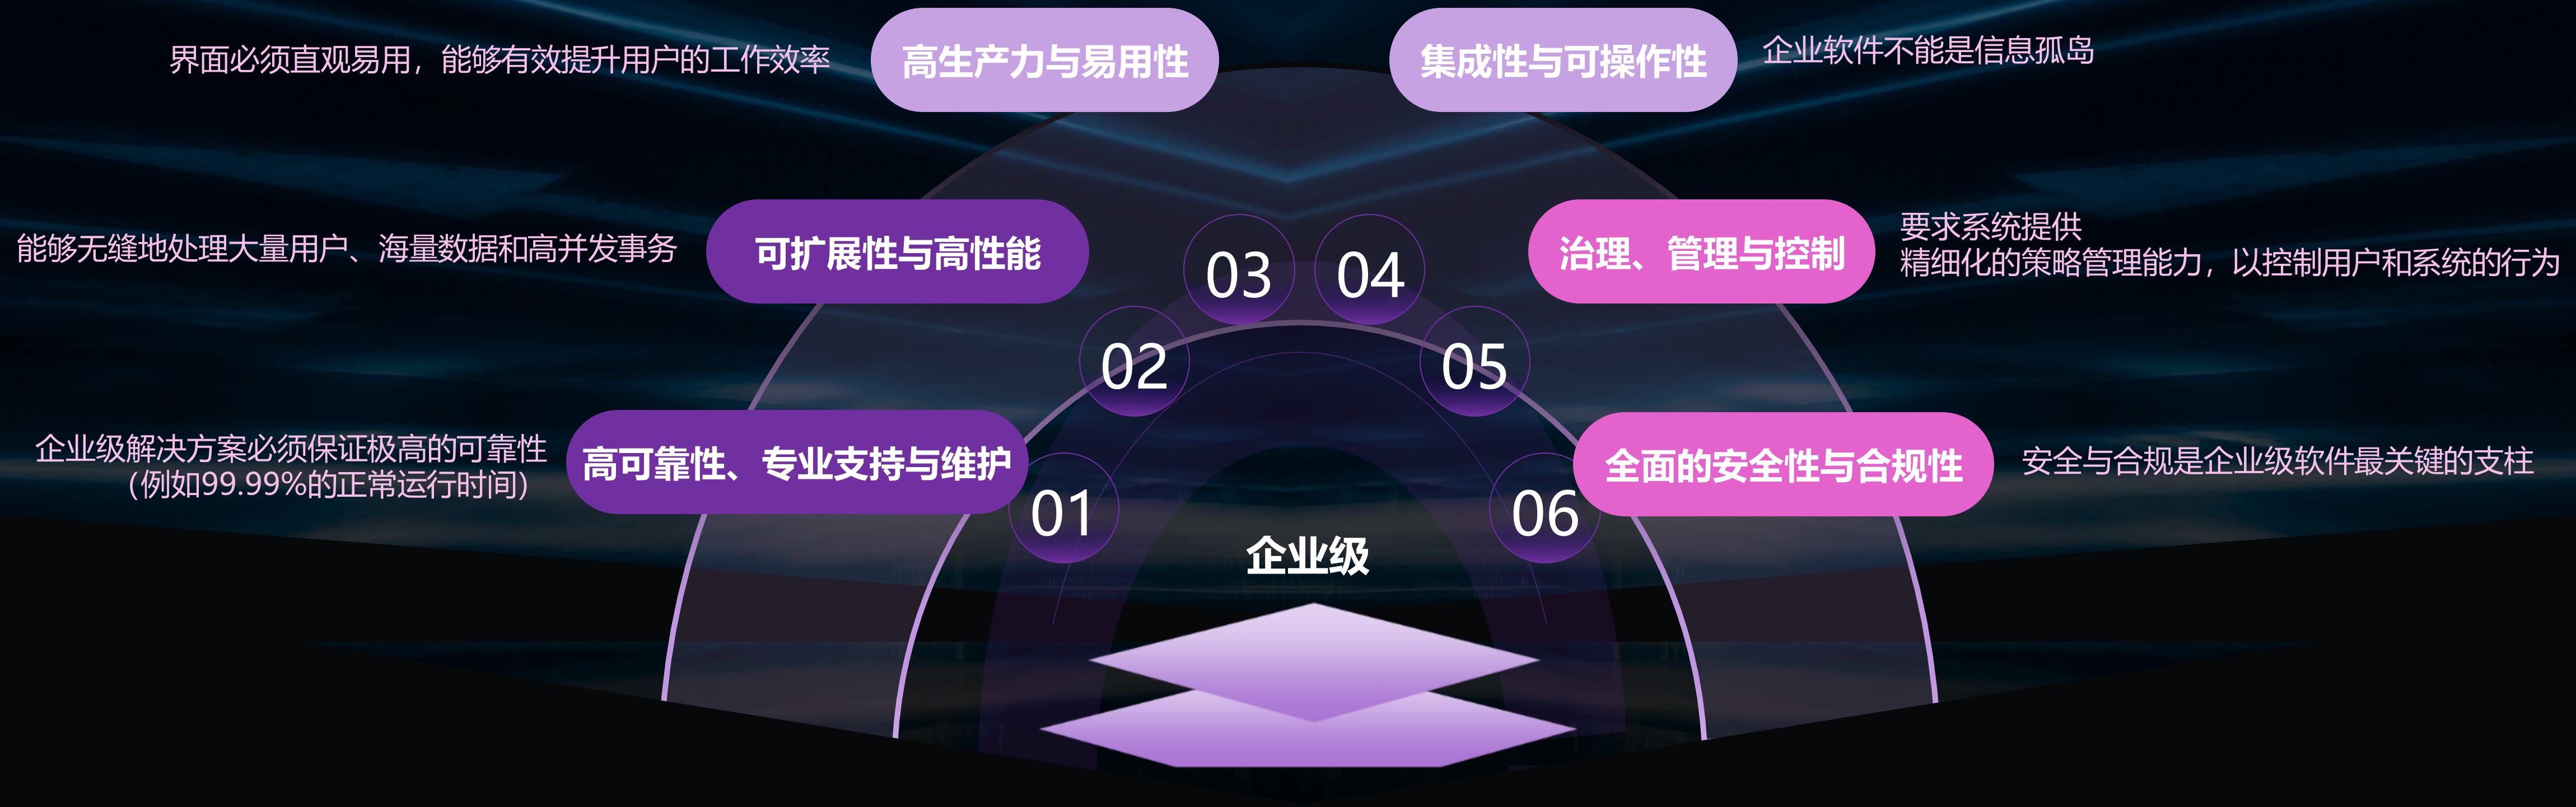 界面必须直观易用，能够有效提升用户的工作效率
高生产力与易用性
集成性与可操作性
企业软件不能是信息孤岛
能够无缝地处理大量用户、海量数据和高并发事务
可扩展性与高性能
03
04
治理、管理与控制
要求系统提供
精细化的策略管理能力，以控制用户和系统的行为
02
05
企业级解决方案必须保证极高的可靠性
（例如99.99%的正常运行时间）
高可靠性、专业支持与维护
01
06
全面的安全性与合规性
安全与合规是企业级软件最关键的支柱
企业级